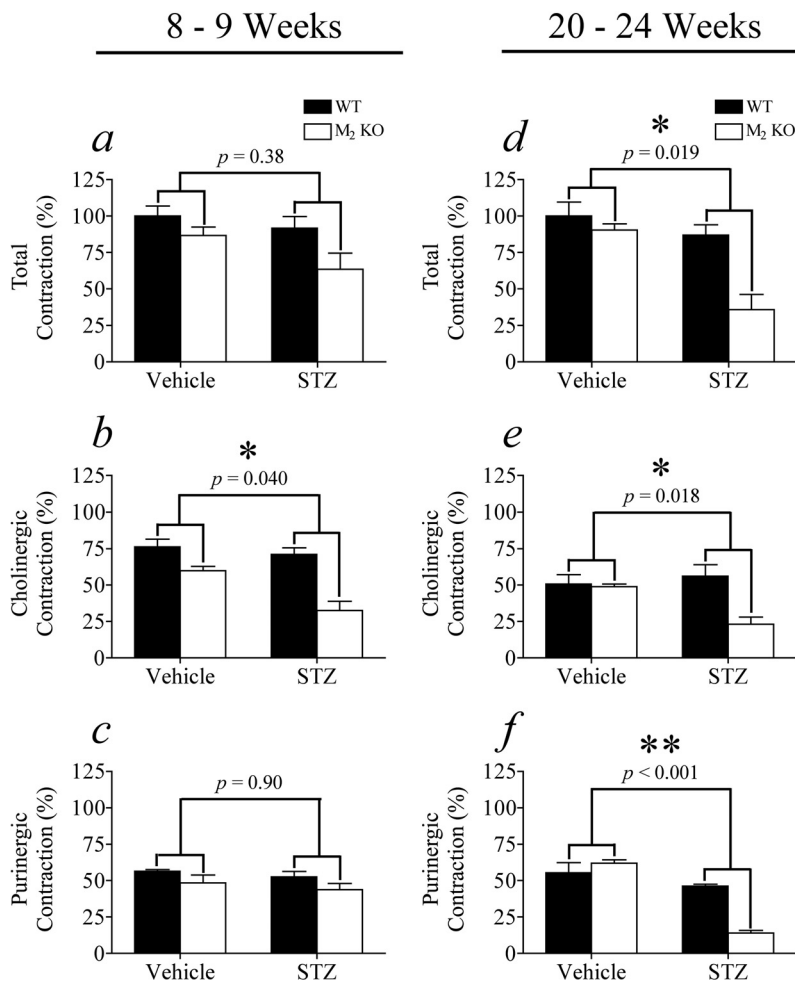 8 - 9 Weeks
20 - 24 Weeks
a
WT
M₂ KO
p = 0.38
Total
Contraction (%)
125
100
75
50
25
0
Vehicle
STZ
d
*
WT
M₂ KO
p = 0.019
Total
Contraction (%)
125
100
75
50
25
0
Vehicle
STZ
b
*
p = 0.040
Cholinergic
Contraction (%)
125
100
75
50
25
0
Vehicle
STZ
e
*
p = 0.018
Cholinergic
Contraction (%)
125
100
75
50
25
0
Vehicle
STZ
c
p = 0.90
Purinergic
Contraction (%)
125
100
75
50
25
0
Vehicle
STZ
f
**
p < 0.001
Purinergic
Contraction (%)
125
100
75
50
25
0
Vehicle
STZ